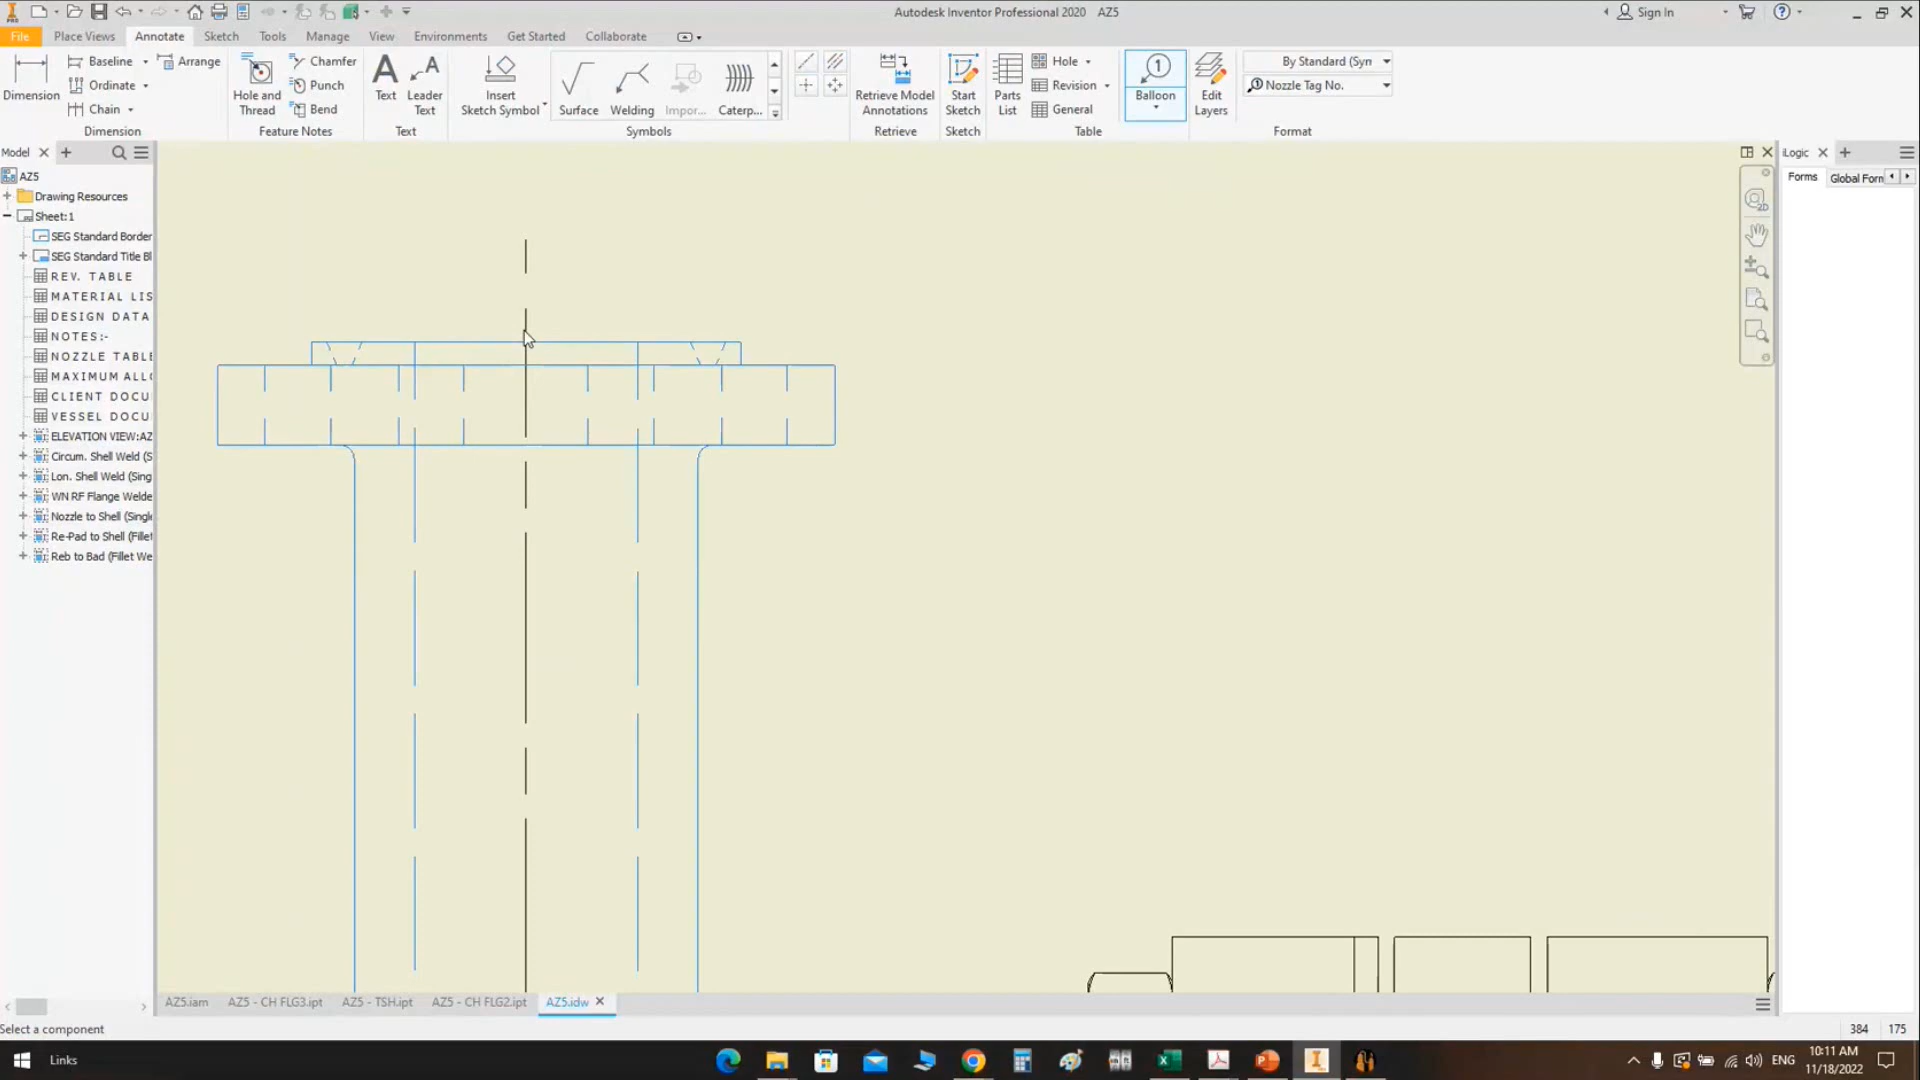 Autodesk Inventor Professional 2020   AZ5
Sign In
File  Place Views  Annotate  Sketch  Tools  Manage  View  Environments  Get Started  Collaborate
Dimension
Baseline
Ordinate
Chain
Arrange
Dimension
Hole and
Thread
Chamfer
Punch
Bend
Feature Notes
Text
Leader
Text
Text
Insert
Sketch Symbol
Surface
Welding
Impor...
Caterp...
Symbols
Retrieve Model
Annotations
Retrieve
Start
Sketch
Sketch
Parts
List
Hole
Revision
General
Table
1
Balloon
Edit
Layers
By Standard (Syn
Nozzle Tag No.
Format
Model
AZ5
Drawing Resources
Sheet:1
SEG Standard Border
SEG Standard Title Bl
REV. TABLE
MATERIAL LIS
DESIGN DATA
NOTES:-
NOZZLE TABLE
MAXIMUM ALL
CLIENT DOCU
VESSEL DOCU
ELEVATION VIEW:AZ
Circum. Shell Weld (S
Lon. Shell Weld (Sing
WN RF Flange Welde
Nozzle to Shell (Single
Re-Pad to Shell (Fillet
Reb to Bad (Fillet We
iLogic
Forms  Global Forn
2D
AZ5.iam  AZ5 - CH FLG3.ipt  AZ5 - TSH.ipt  AZ5 - CH FLG2.ipt  AZ5.idw
Select a component
384  175
Links
ENG
10:11 AM
11/18/2022